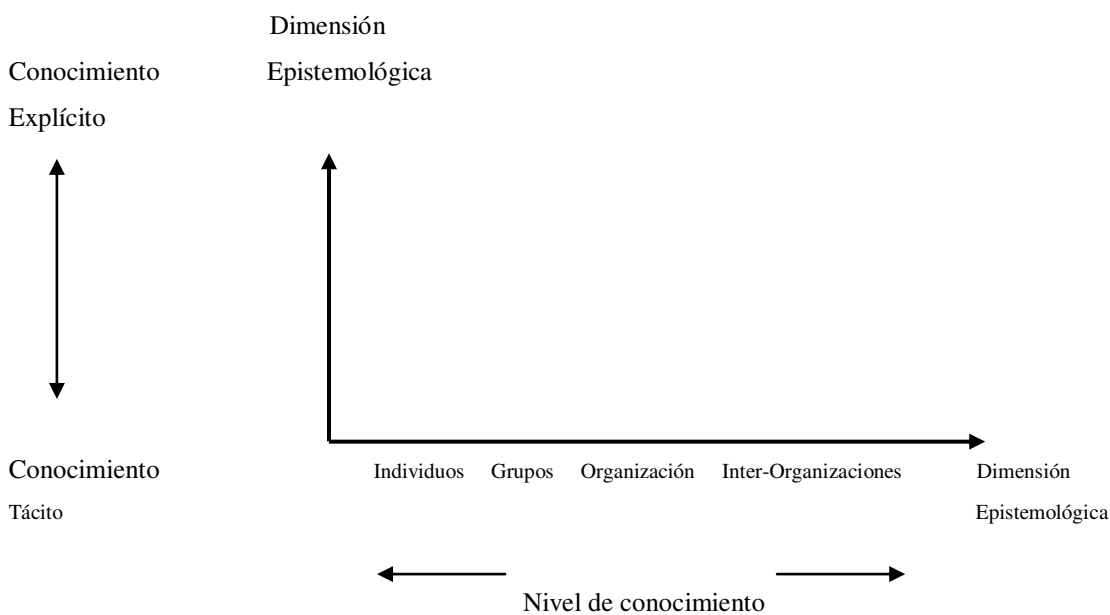 Dimensión
Conocimiento Epistemológica
Explícito
Conocimiento Individuos Grupos Organización Inter-Organizaciones Dimensión
Tácito Epistemológica
Nivel de conocimiento